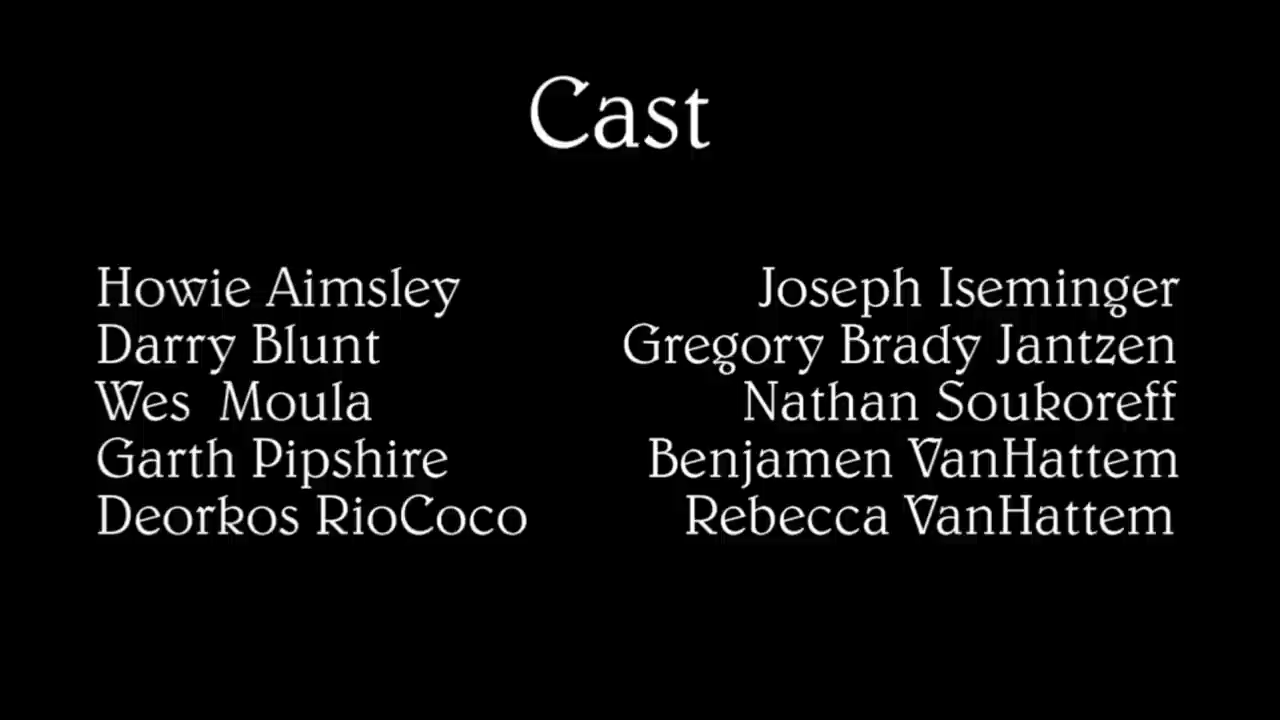 Cast
Howie Aimsley Joseph Iseminger
Darry Blunt Gregory Brady Jantzen
Wes Moula Nathan Soukoreff
Garth Pipshire Benjamen VanHattem
Deorkos RioCoco Rebecca VanHattem